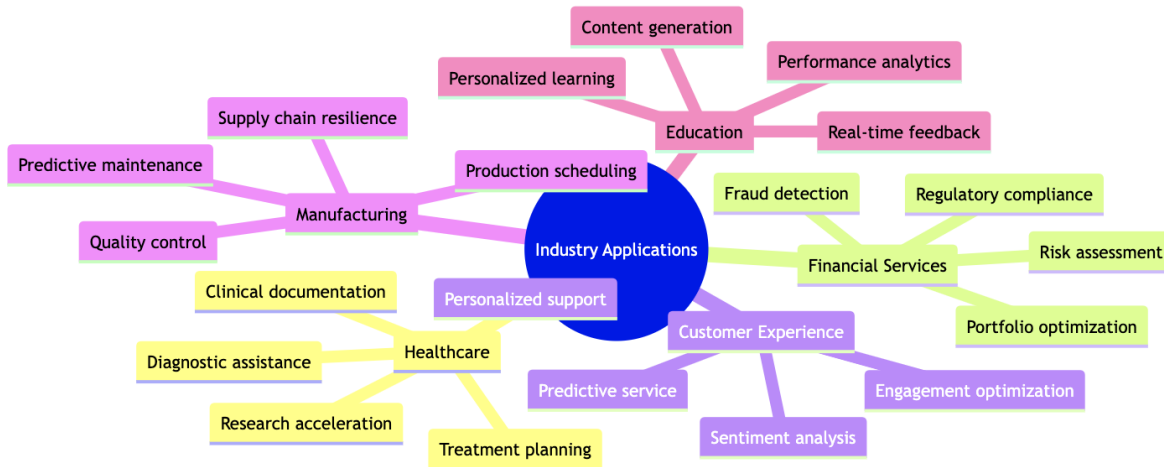 Content generation
Performance analytics
Personalized learning
Supply chain resilience
Education
Real-time feedback
Predictive maintenance
Production scheduling
Fraud detection
Regulatory compliance
Manufacturing
Quality control
Industry Applications
Risk assessment
Financial Services
Clinical documentation
Personalized support
Portfolio optimization
Customer Experience
Healthcare
Diagnostic assistance
Predictive service
Engagement optimization
Research acceleration
Sentiment analysis
Treatment planning